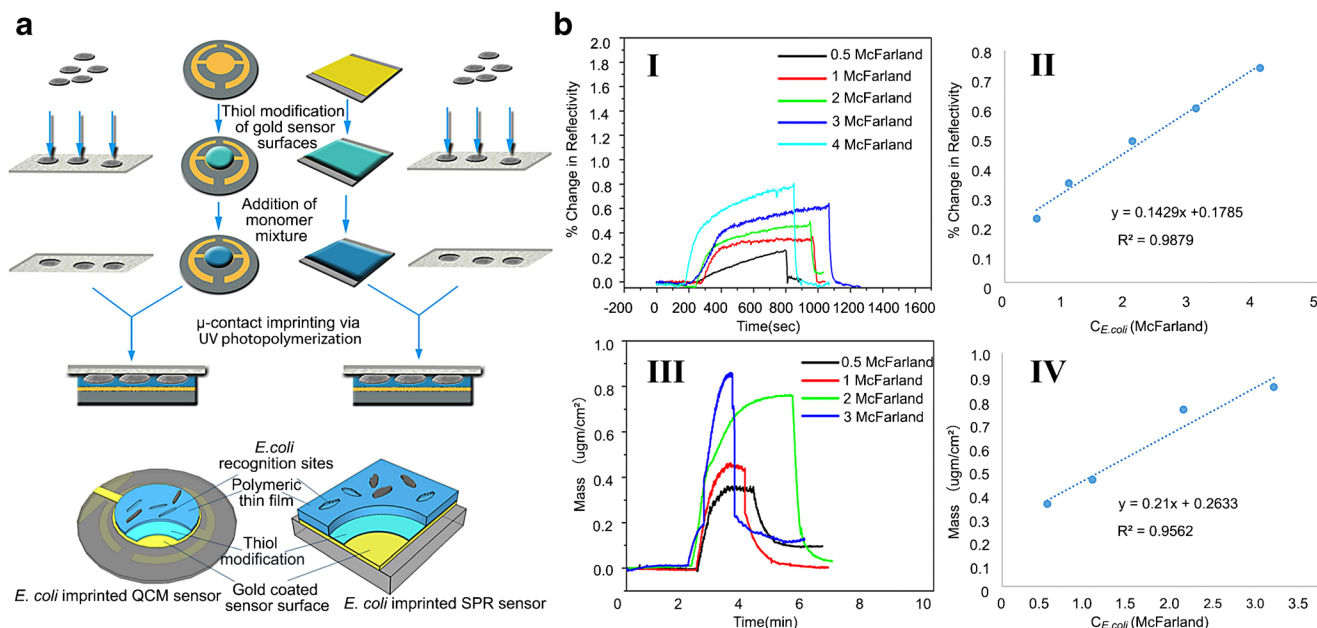 a
Thiol modification
of gold sensor
surfaces
Addition of
monomer
mixture
μ-contact imprinting via
UV photopolymerization
E.coli
recognition sites
Polymeric
thin film
Thiol
modification
Gold coated
sensor surface
E. coli imprinted QCM sensor
E. coli imprinted SPR sensor
b
I
% Change in Reflectivity
2.0
1.8
1.6
1.4
1.2
1.0
0.8
0.6
0.4
0.2
0.0
0.5 McFarland
1 McFarland
2 McFarland
3 McFarland
4 McFarland
-200 0 200 400 600 800 1000 1200 1400 1600
Time(sec)
II
% Change in Reflectivity
0.8
0.7
0.6
0.5
0.4
0.3
0.2
0.1
0
y = 0.1429x +0.1785
R² = 0.9879
0 1 2 3 4 5
C E.coli (McFarland)
III
Mass (ugm/cm²)
1.0
0.8
0.6
0.4
0.2
0.0
0.5 McFarland
1 McFarland
2 McFarland
3 McFarland
0 2 4 6 8 10
Time(min)
IV
Mass (ugm/cm²)
1.0
0.9
0.8
0.7
0.6
0.5
0.4
0.3
0.2
0.1
0
y = 0.21x + 0.2633
R² = 0.9562
0 0.5 1.0 1.5 2.0 2.5 3.0 3.5
C E.coli (McFarland)